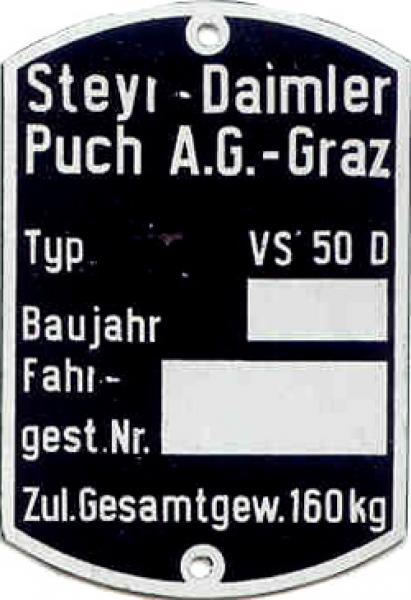 Steyr-Daimler
Puch A.G.-Graz
Typ VS 50 D
Baujahr
Fahr-
gest.Nr.
Zul.Gesamtgew.160kg